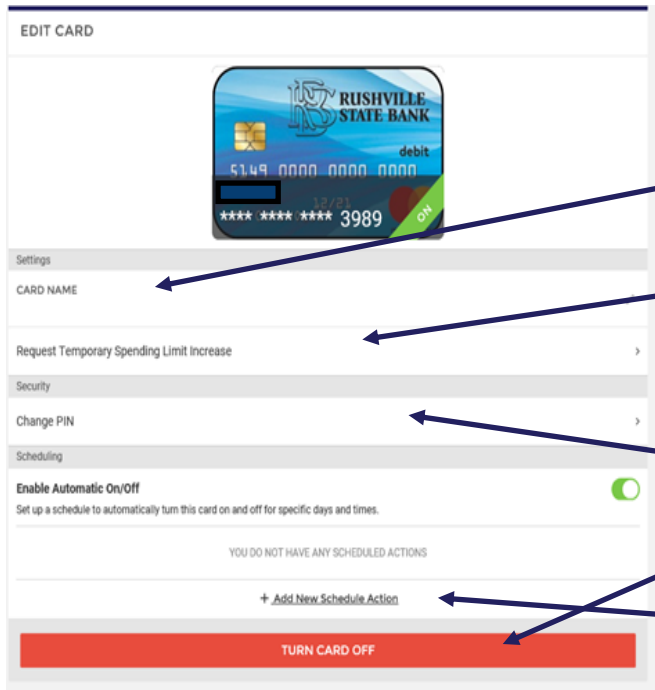 EDIT CARD
RUSHVILLE
STATE BANK
debit
5149 0000 0000 0000
12/21
**** **** **** 3989
ON
Settings
CARD NAME
Request Temporary Spending Limit Increase
Security
Change PIN
Scheduling
Enable Automatic On/Off
Set up a schedule to automatically turn this card on and off for specific days and times.
YOU DO NOT HAVE ANY SCHEDULED ACTIONS
+ Add New Schedule Action
TURN CARD OFF